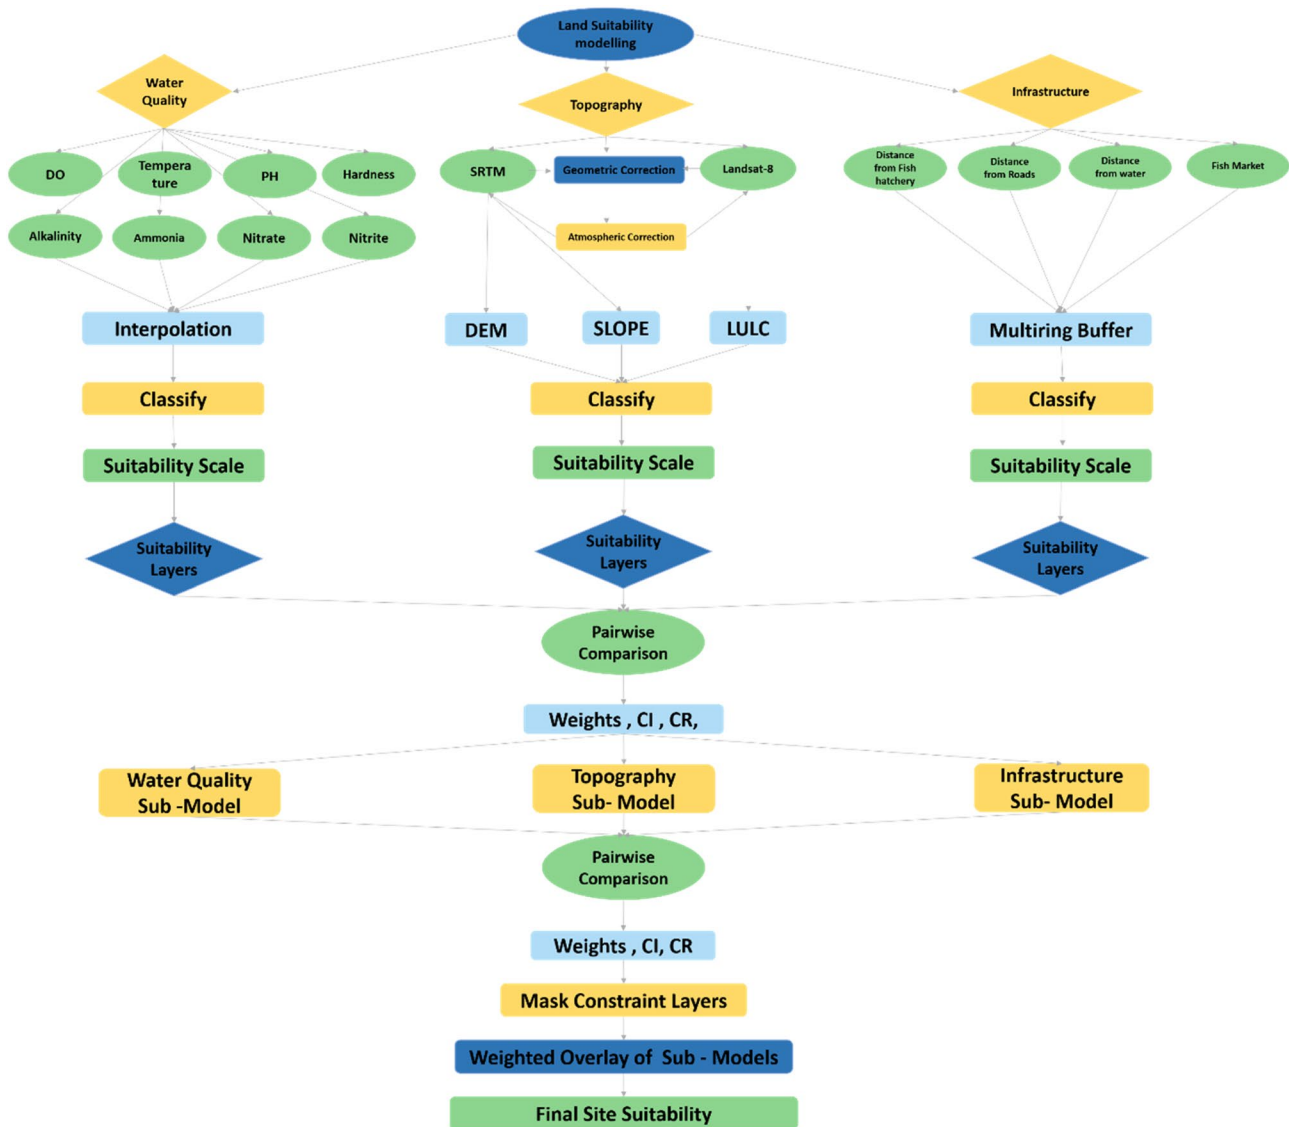 Land Suitability
modelling
Water
Quality
Topography
Infrastructure
DO
Tempera
ture
PH
Hardness
SRTM
Geometric Correction
Landsat-8
Distance
from Fish
hatchery
Distance
from Roads
Distance
from water
Fish Market
Alkalinity
Ammonia
Nitrate
Nitrite
Atmospheric Correction
Interpolation
DEM
SLOPE
LULC
Multiring Buffer
Classify
Classify
Classify
Suitability Scale
Suitability Scale
Suitability Scale
Suitability
Layers
Suitability
Layers
Suitability
Layers
Pairwise
Comparison
Weights , CI , CR,
Water Quality
Sub -Model
Topography
Sub- Model
Infrastructure
Sub- Model
Pairwise
Comparison
Weights , CI, CR
Mask Constraint Layers
Weighted Overlay of Sub - Models
Final Site Suitability